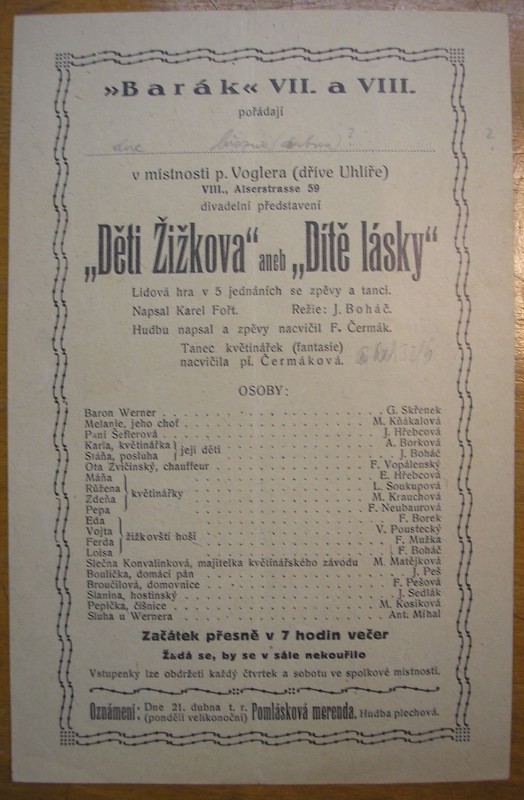 »Barák« VII. a VIII.
pořádají
dne března (dubna)? ?
v místnosti p. Voglera (dříve Uhlíře)
VIII., Alserstrasse 59
divadelní představení
„Děti Žižkova“ aneb „Dítě lásky“
Lidová hra v 5 jednáních se zpěvy a tanci.
Napsal Karel Fořt. Režie: J. Boháč.
Hudbu napsal a zpěvy nacvičil F. Čermák.
Tanec květinářek (fantasie)
nacvičila pí. Čermáková.
OSOBY:
Baron Werner G. Skřenek
Melanie, jeho choť M. Kňákalová
Paní Šeflerová J. Hřebcová
Karla, květinářka } její děti A. Borková
Stáňa, posluha } J. Boháč
Ota Zvičinský, chauffeur F. Vopálenský
Máňa } květinářky E. Hřebcová
Růžena L. Soukupová
Zdeňa M. Krauchová
Pepa F. Neubaurová
Eda } žižkovští hoši F. Borek
Vojta V. Poustecký
Ferda F. Mužka
Loisa F. Boháč
Slečna Konvalinková, majitelka květinářského závodu M. Matějková
Boulička, domácí pán J. Peš
Broučilová, domovnice F. Pešová
Slanina, hostinský J. Sedlák
Pepička, číšnice M. Kosíková
Sluha u Wernera Ant. Mihal
Začátek přesně v 7 hodin večer
Žádá se, by se v sále nekouřilo
Vstupenky lze obdržeti každý čtvrtek a sobotu ve spolkové místnosti.
Oznámení: Dne 21. dubna t. r. (pondělí velikonoční) Pomlásková merenda. Hudba plechová.